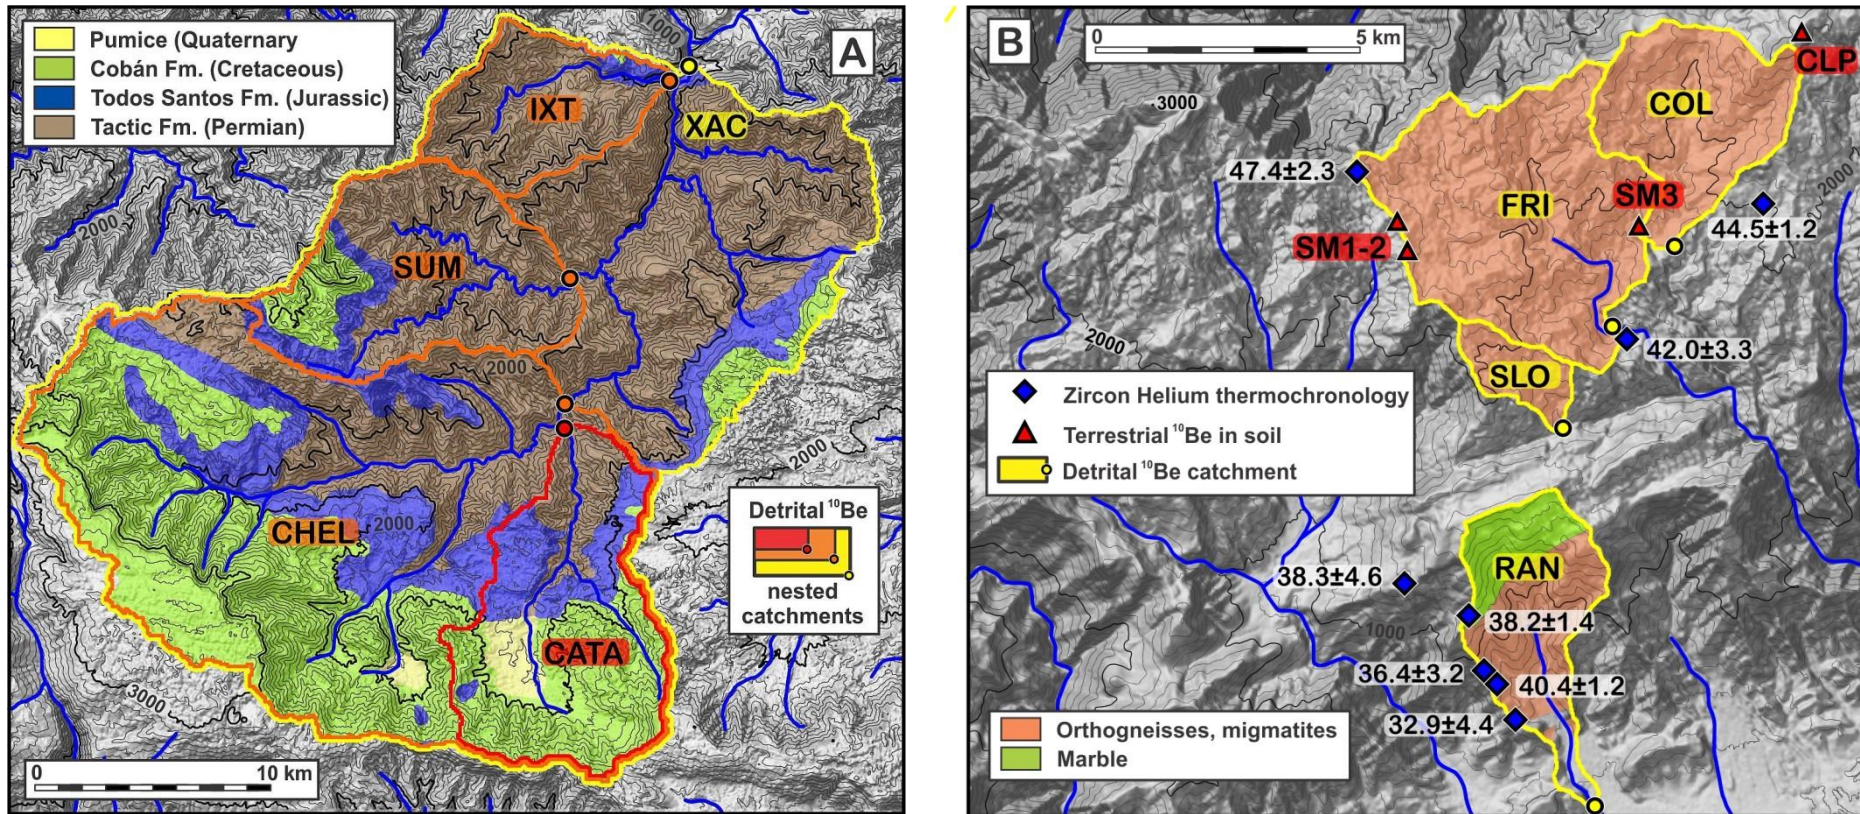 Pumice (Quaternary
Cobán Fm. (Cretaceous)
Todos Santos Fm. (Jurassic)
Tactic Fm. (Permian)
1000
A
IXT
XAC
2000
SUM
2000
2000
CHEL
2000
Detrital ¹⁰Be
nested
catchments
CATA
3000
0 10 km
B
0 5 km
CLP
3000
COL
47.4±2.3
FRI
SM3
2000
44.5±1.2
SM1-2
2000
42.0±3.3
SLO
Zircon Helium thermochronology
Terrestrial ¹⁰Be in soil
Detrital ¹⁰Be catchment
RAN
38.3±4.6
38.2±1.4
1000
36.4±3.2
40.4±1.2
32.9±4.4
Orthogneisses, migmatites
Marble